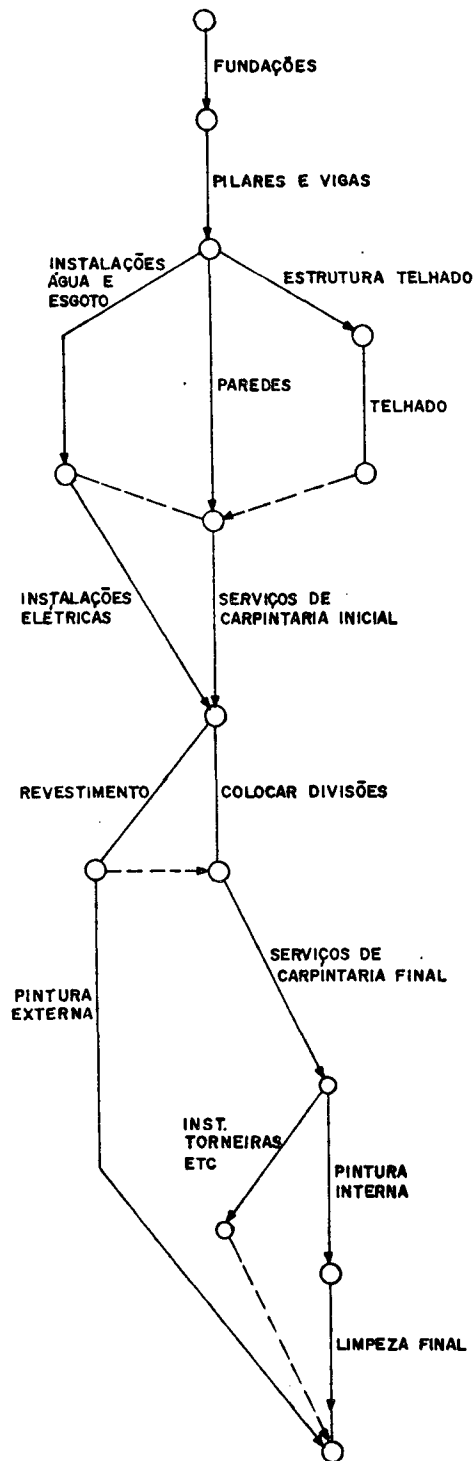 FUNDAÇÕES
PILARES E VIGAS
INSTALAÇÕES
ÁGUA E
ESGOTO
ESTRUTURA TELHADO
PAREDES
TELHADO
INSTALAÇÕES
ELÉTRICAS
SERVIÇOS DE
CARPINTARIA INICIAL
REVESTIMENTO
COLOCAR DIVISÕES
SERVIÇOS DE
CARPINTARIA FINAL
PINTURA
EXTERNA
INST.
TORNEIRAS
ETC
PINTURA
INTERNA
LIMPEZA FINAL